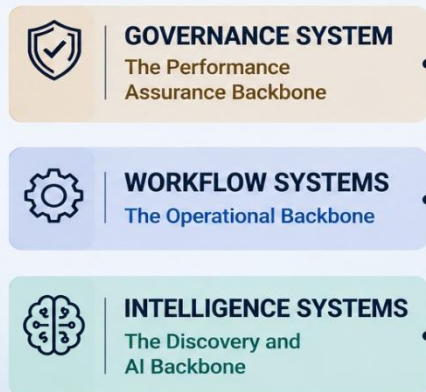 GOVERNANCE SYSTEM
The Performance
Assurance Backbone
WORKFLOW SYSTEMS
The Operational Backbone
INTELLIGENCE SYSTEMS
The Discovery and
AI Backbone